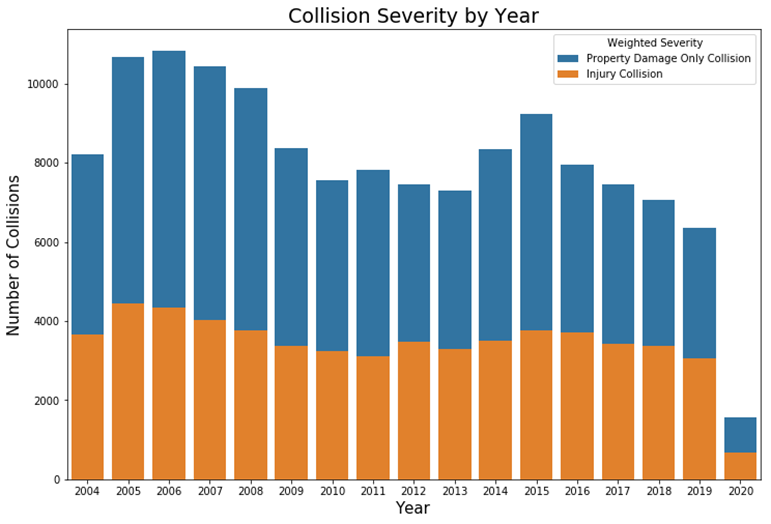 Collision Severity by Year
Weighted Severity
Property Damage Only Collision
Injury Collision
Number of Collisions
10000
8000
6000
4000
2000
0
2004 2005 2006 2007 2008 2009 2010 2011 2012 2013 2014 2015 2016 2017 2018 2019 2020
Year